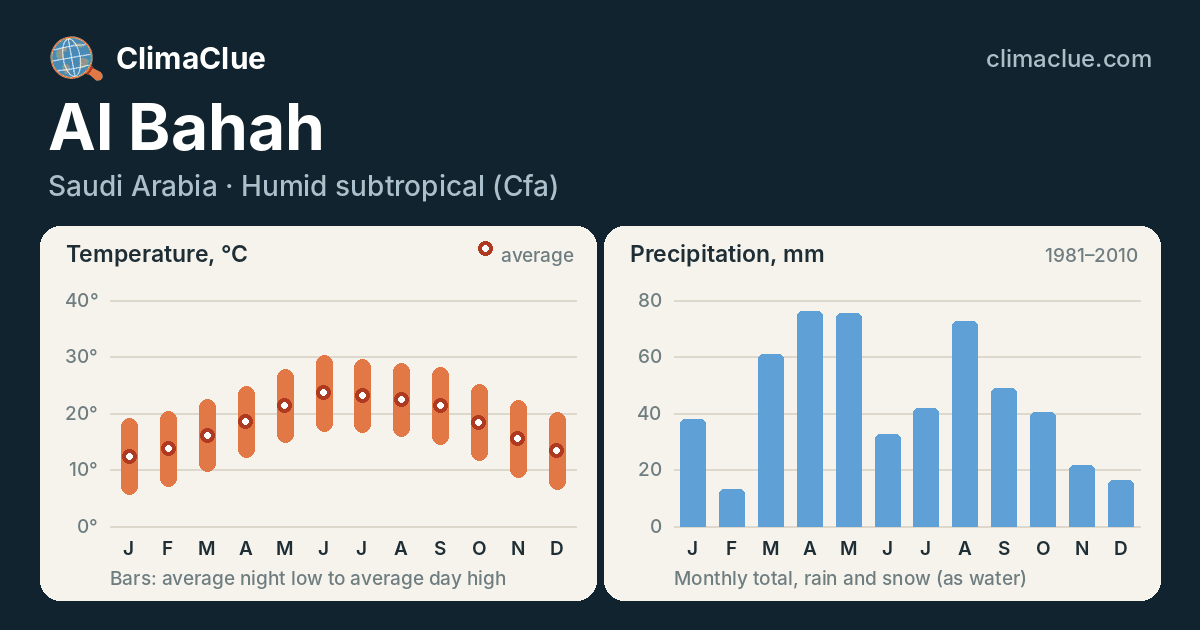 ClimaClue
climaclue.com
Al Bahah
Saudi Arabia · Humid subtropical (Cfa)
Temperature, °C
average
40°
30°
20°
10°
0°
J F M A M J J A S O N D
Bars: average night low to average day high
Precipitation, mm
1981–2010
80
60
40
20
0
J F M A M J J A S O N D
Monthly total, rain and snow (as water)